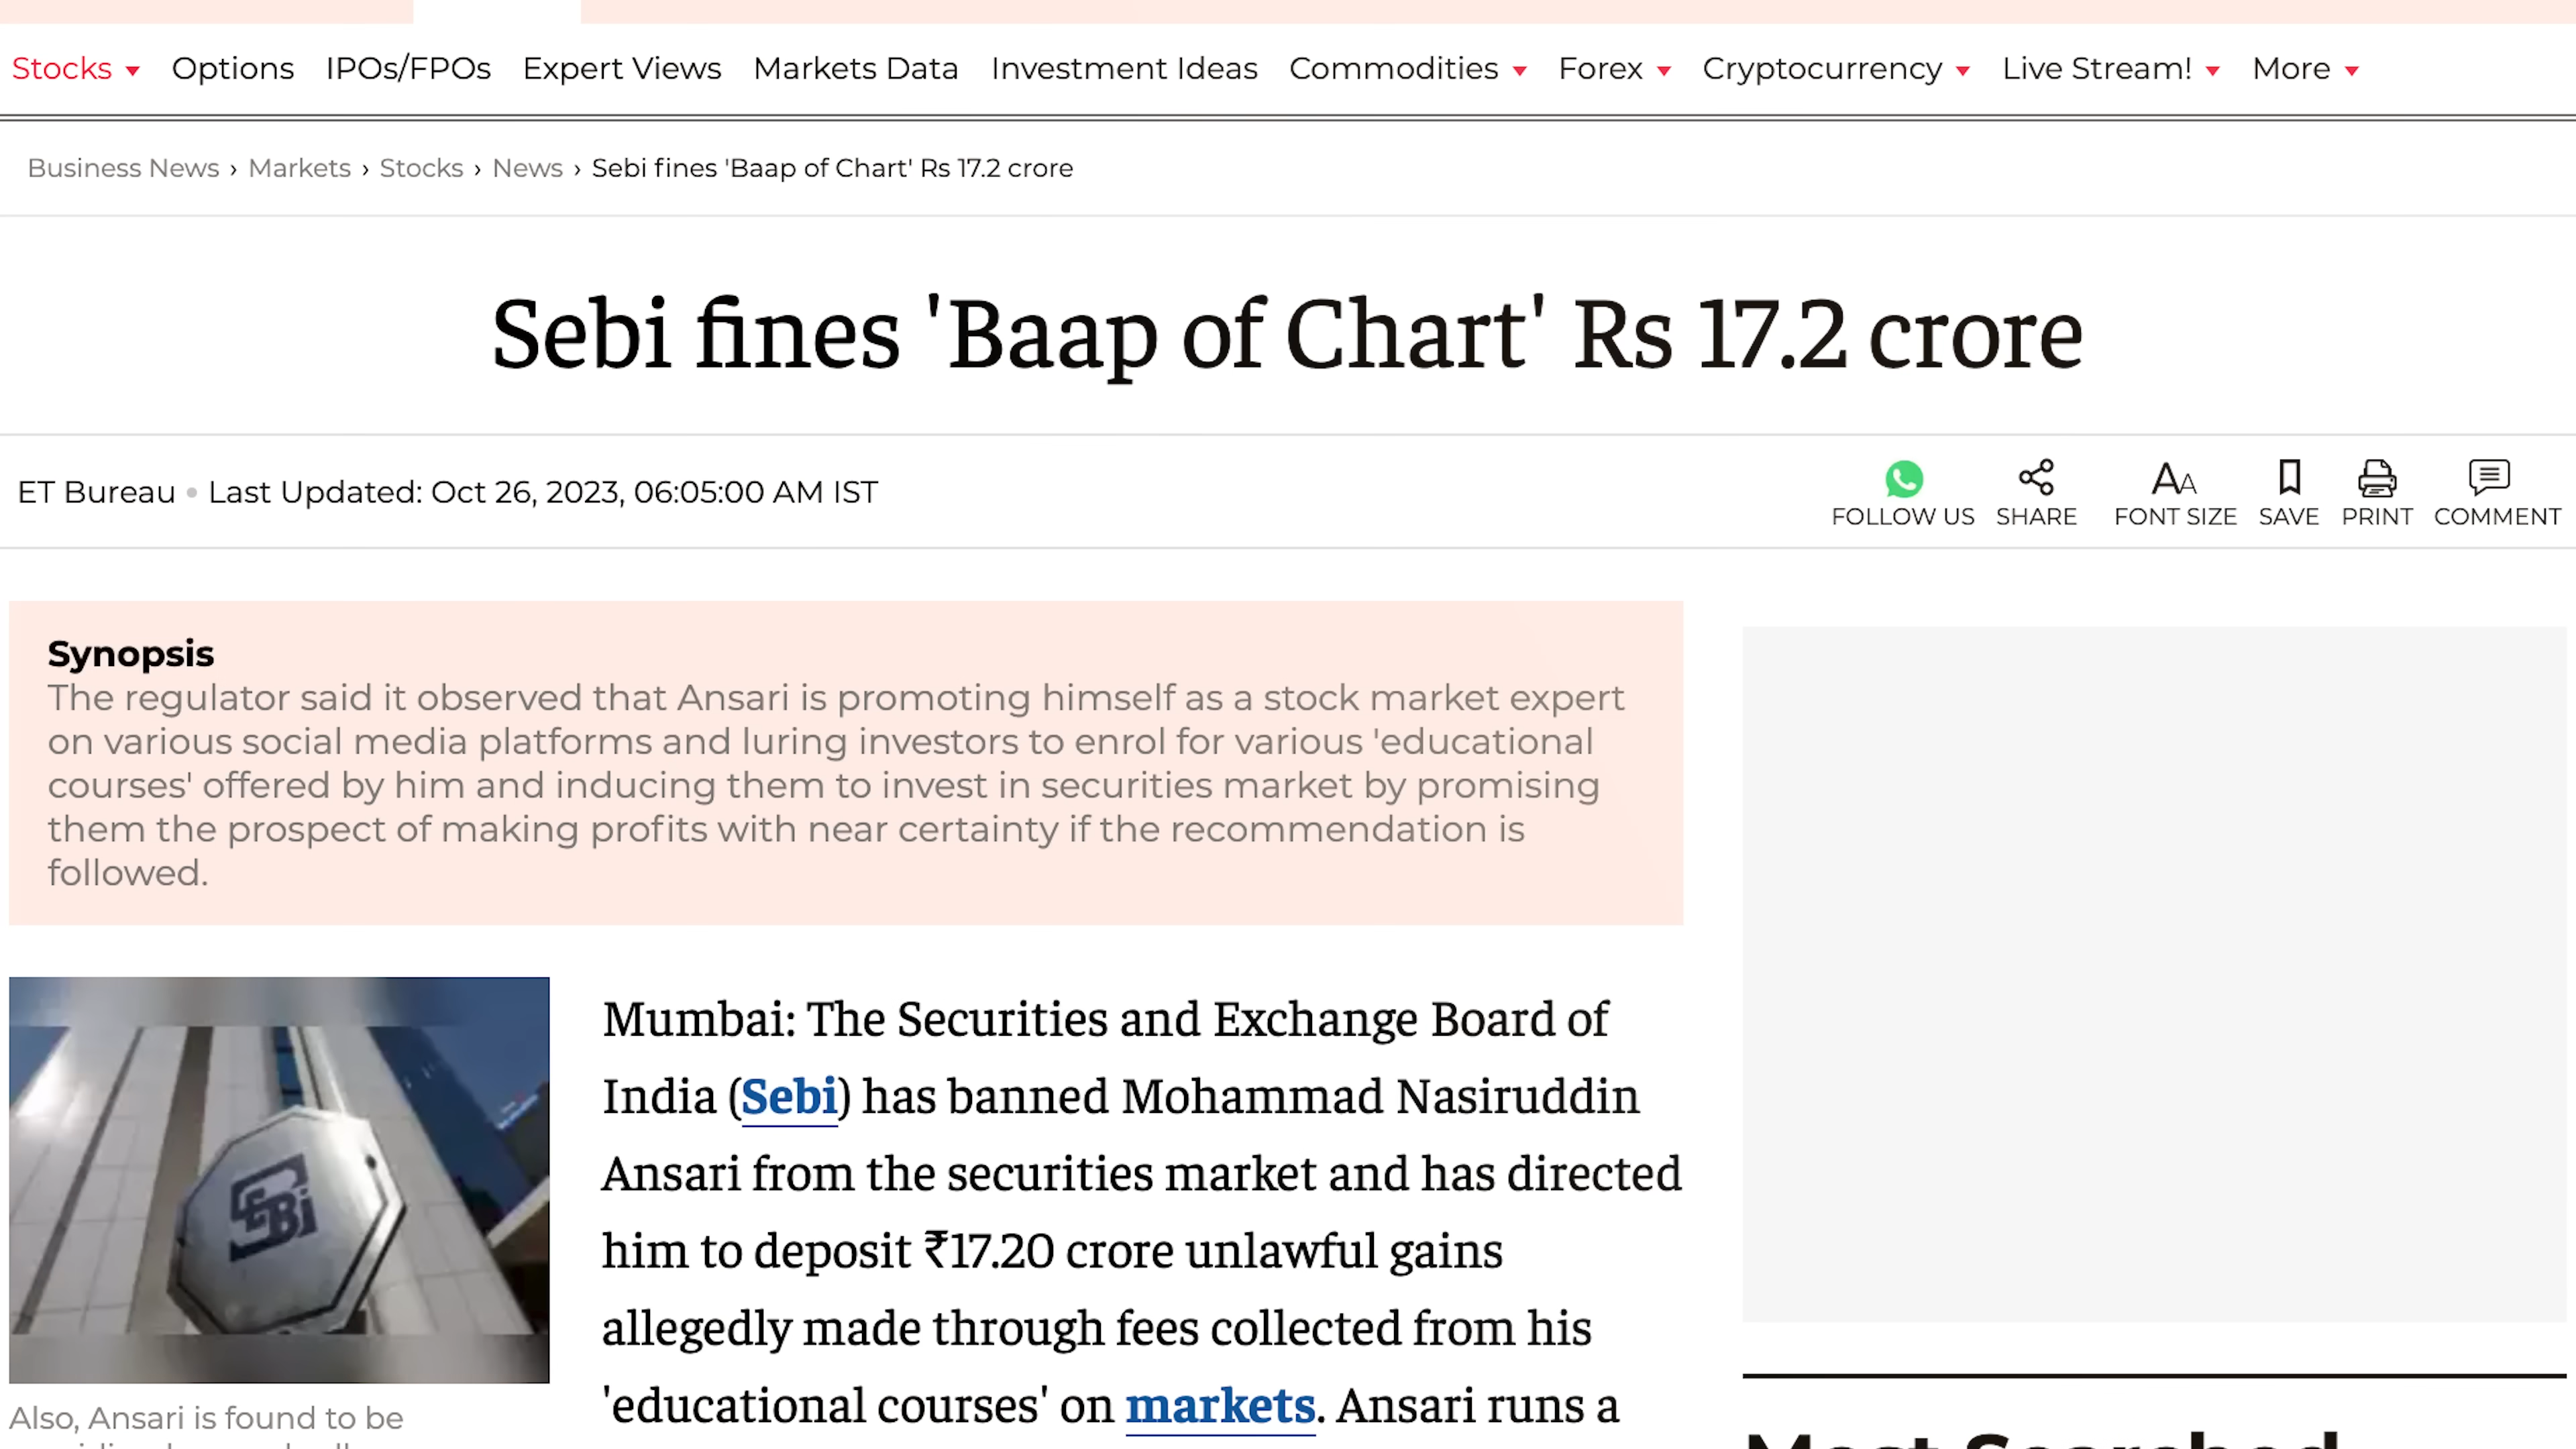 Stocks Options IPOs/FPOs Expert Views Markets Data Investment Ideas Commodities Forex Cryptocurrency Live Stream! More
Business News › Markets › Stocks › News › Sebi fines 'Baap of Chart' Rs 17.2 crore
Sebi fines 'Baap of Chart' Rs 17.2 crore
ET Bureau • Last Updated: Oct 26, 2023, 06:05:00 AM IST
FOLLOW US SHARE FONT SIZE SAVE PRINT COMMENT
Synopsis
The regulator said it observed that Ansari is promoting himself as a stock market expert
on various social media platforms and luring investors to enrol for various 'educational
courses' offered by him and inducing them to invest in securities market by promising
them the prospect of making profits with near certainty if the recommendation is
followed.
SEBi
Also, Ansari is found to be
Mumbai: The Securities and Exchange Board of
India (Sebi) has banned Mohammad Nasiruddin
Ansari from the securities market and has directed
him to deposit ₹17.20 crore unlawful gains
allegedly made through fees collected from his
'educational courses' on markets. Ansari runs a
Most Searched